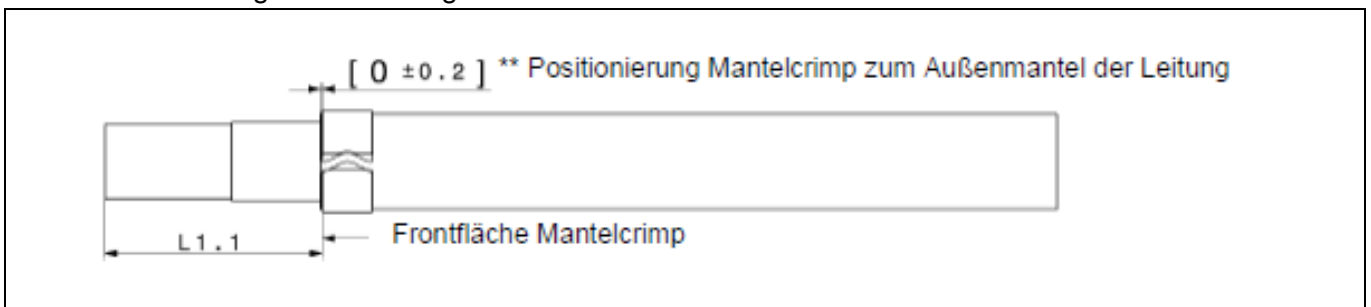 [ 0 ±0.2 ] ** Positionierung Mantelcrimp zum Außenmantel der Leitung
Frontfläche Mantelcrimp
L1.1